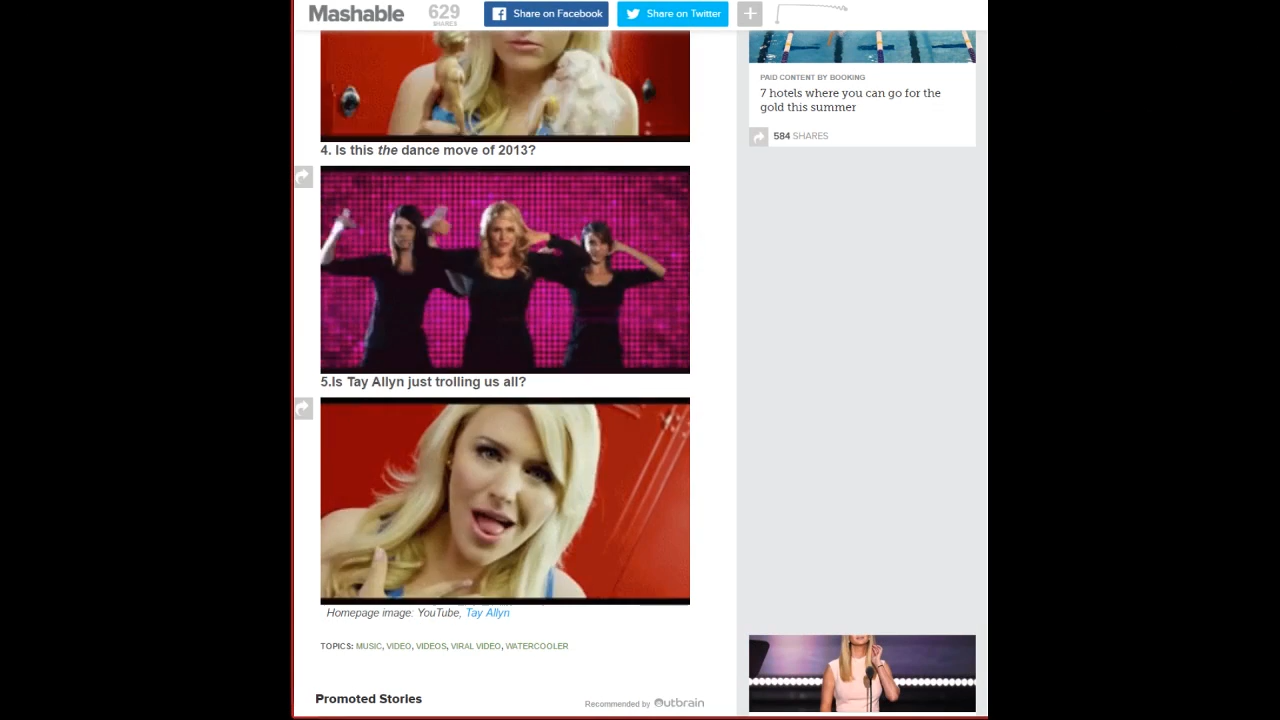 Mashable
629
SHARES
Share on Facebook
Share on Twitter
PAID CONTENT BY BOOKING
7 hotels where you can go for the
gold this summer
584 SHARES
4. Is this the dance move of 2013?
5.Is Tay Allyn just trolling us all?
Homepage image: YouTube, Tay Allyn
TOPICS: MUSIC, VIDEO, VIDEOS, VIRAL VIDEO, WATERCOOLER
Promoted Stories
Recommended by Outbrain